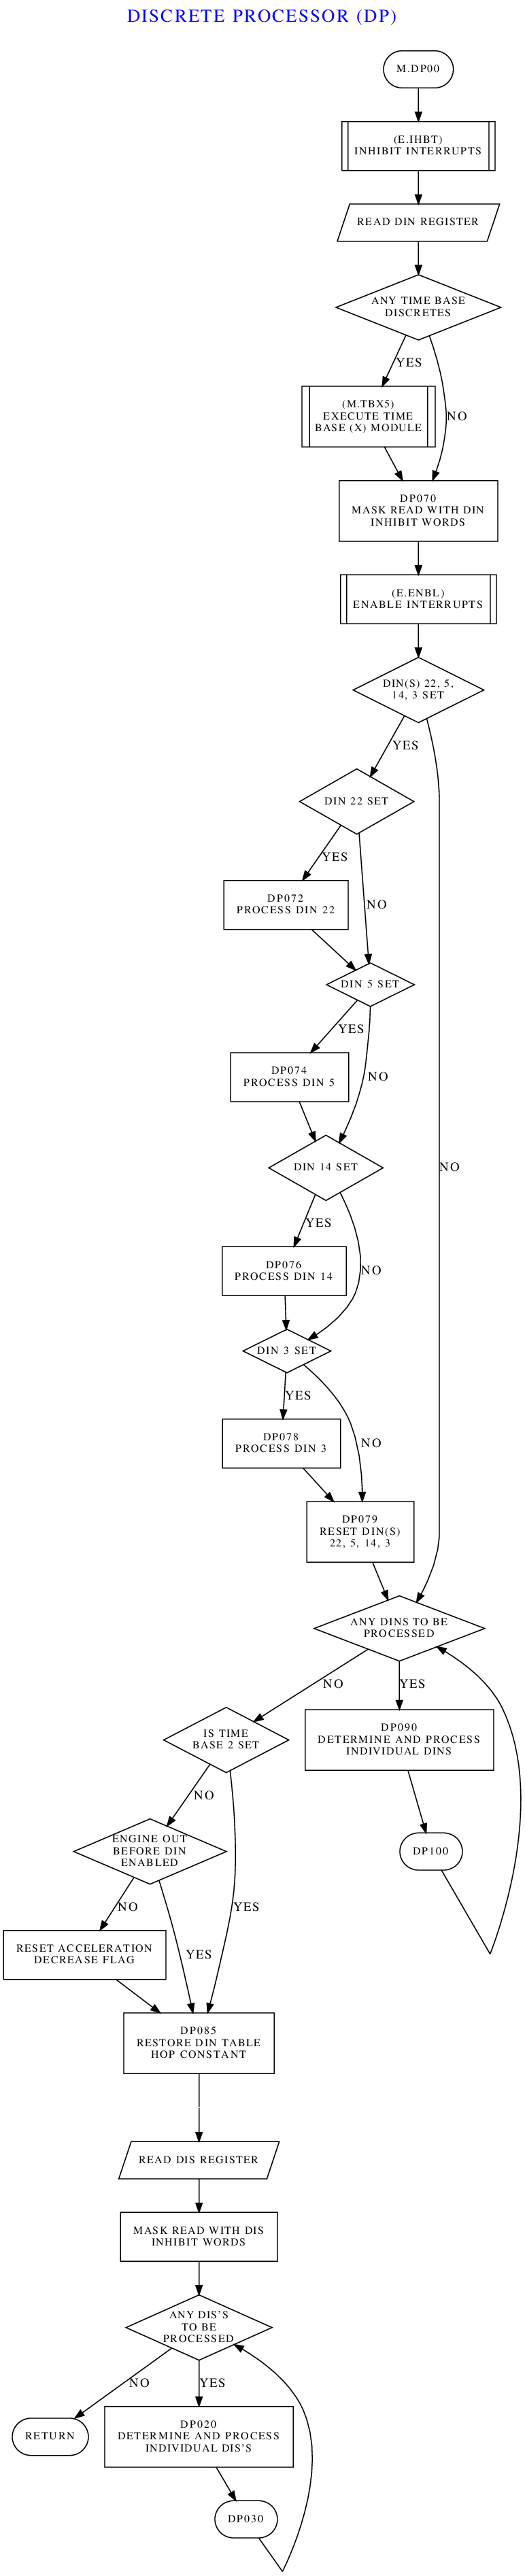 DISCRETE PROCESSOR (DP)
M.DP00
(E.IHBT)
INHIBIT INTERRUPTS
READ DIN REGISTER
ANY TIME BASE
DISCRETES
YES
(M.TBX5)
EXECUTE TIME
BASE (X) MODULE
NO
DP070
MASK READ WITH DIN
INHIBIT WORDS
(E.ENBL)
ENABLE INTERRUPTS
DIN(S) 22, 5,
14, 3 SET
YES
DIN 22 SET
YES
DP072
PROCESS DIN 22
NO
DIN 5 SET
YES
DP074
PROCESS DIN 5
NO
DIN 14 SET
NO
YES
DP076
PROCESS DIN 14
NO
DIN 3 SET
YES
DP078
PROCESS DIN 3
NO
DP079
RESET DIN(S)
22, 5, 14, 3
ANY DINS TO BE
PROCESSED
NO
YES
IS TIME
BASE 2 SET
DP090
DETERMINE AND PROCESS
INDIVIDUAL DINS
NO
ENGINE OUT
BEFORE DIN
ENABLED
DP100
NO
YES
RESET ACCELERATION
DECREASE FLAG
YES
DP085
RESTORE DIN TABLE
HOP CONSTANT
READ DIS REGISTER
MASK READ WITH DIS
INHIBIT WORDS
ANY DIS'S
TO BE
PROCESSED
NO
YES
RETURN
DP020
DETERMINE AND PROCESS
INDIVIDUAL DIS'S
DP030